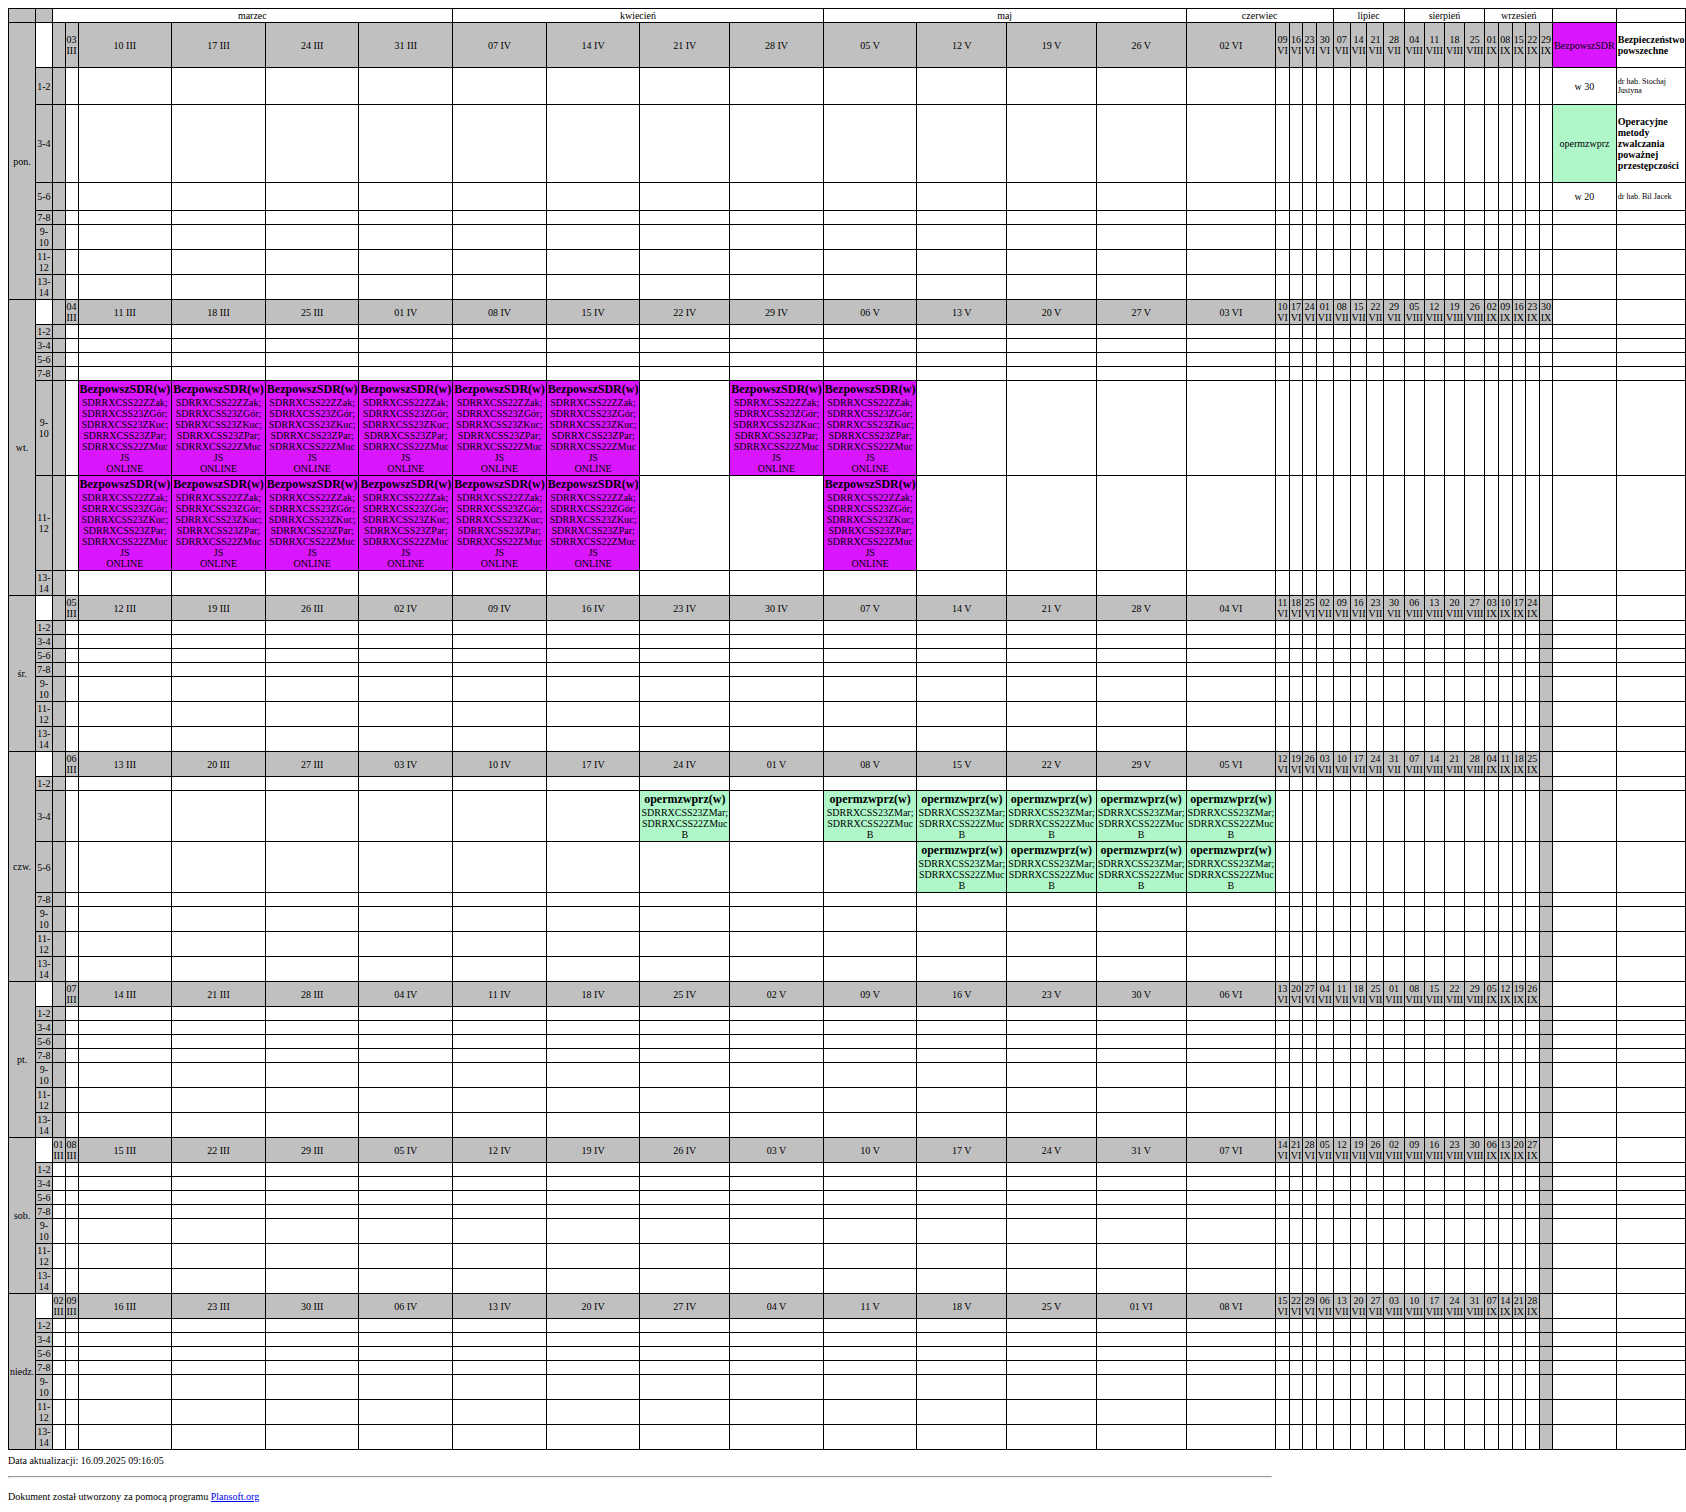 marzec kwiecień maj czerwiec lipiec sierpień wrzesień
pon. 03 III 10 III 17 III 24 III 31 III 07 IV 14 IV 21 IV 28 IV 05 V 12 V 19 V 26 V 02 VI 09 VI 16 VI 23 VI 30 VI 07 VII 14 VII 21 VII 28 VII 04 VIII 11 VIII 18 VIII 25 VIII 01 IX 08 IX 15 IX 22 IX 29 IX BezpowszSDR Bezpieczeństwo powszechne
1-2 w 30 dr hab. Stochaj Justyna
3-4 opermzwprz Operacyjne metody zwalczania poważnej przestępczości
5-6 w 20 dr hab. Bil Jacek
7-8
9-10
11-12
13-14
wt. 04 III 11 III 18 III 25 III 01 IV 08 IV 15 IV 22 IV 29 IV 06 V 13 V 20 V 27 V 03 VI 10 VI 17 VI 24 VI 01 VII 08 VII 15 VII 22 VII 29 VII 05 VIII 12 VIII 19 VIII 26 VIII 02 IX 09 IX 16 IX 23 IX 30 IX
1-2
3-4
5-6
7-8
9-10
BezpowszSDR(w) BezpowszSDR(w) BezpowszSDR(w) BezpowszSDR(w) BezpowszSDR(w) BezpowszSDR(w) BezpowszSDR(w) BezpowszSDR(w)
SDRRXCSS22ZZak; SDRRXCSS22ZZak; SDRRXCSS22ZZak; SDRRXCSS22ZZak; SDRRXCSS22ZZak; SDRRXCSS22ZZak; SDRRXCSS22ZZak; SDRRXCSS22ZZak;
SDRRXCSS23ZGór; SDRRXCSS23ZGór; SDRRXCSS23ZGór; SDRRXCSS23ZGór; SDRRXCSS23ZGór; SDRRXCSS23ZGór; SDRRXCSS23ZGór; SDRRXCSS23ZGór;
SDRRXCSS23ZKuc; SDRRXCSS23ZKuc; SDRRXCSS23ZKuc; SDRRXCSS23ZKuc; SDRRXCSS23ZKuc; SDRRXCSS23ZKuc; SDRRXCSS23ZKuc; SDRRXCSS23ZKuc;
SDRRXCSS23ZPar; SDRRXCSS23ZPar; SDRRXCSS23ZPar; SDRRXCSS23ZPar; SDRRXCSS23ZPar; SDRRXCSS23ZPar; SDRRXCSS23ZPar; SDRRXCSS23ZPar;
SDRRXCSS22ZMuc SDRRXCSS22ZMuc SDRRXCSS22ZMuc SDRRXCSS22ZMuc SDRRXCSS22ZMuc SDRRXCSS22ZMuc SDRRXCSS22ZMuc SDRRXCSS22ZMuc
JS JS JS JS JS JS JS JS
ONLINE ONLINE ONLINE ONLINE ONLINE ONLINE ONLINE ONLINE
11-12
BezpowszSDR(w) BezpowszSDR(w) BezpowszSDR(w) BezpowszSDR(w) BezpowszSDR(w) BezpowszSDR(w) BezpowszSDR(w)
SDRRXCSS22ZZak; SDRRXCSS22ZZak; SDRRXCSS22ZZak; SDRRXCSS22ZZak; SDRRXCSS22ZZak; SDRRXCSS22ZZak; SDRRXCSS22ZZak;
SDRRXCSS23ZGór; SDRRXCSS23ZGór; SDRRXCSS23ZGór; SDRRXCSS23ZGór; SDRRXCSS23ZGór; SDRRXCSS23ZGór; SDRRXCSS23ZGór;
SDRRXCSS23ZKuc; SDRRXCSS23ZKuc; SDRRXCSS23ZKuc; SDRRXCSS23ZKuc; SDRRXCSS23ZKuc; SDRRXCSS23ZKuc; SDRRXCSS23ZKuc;
SDRRXCSS23ZPar; SDRRXCSS23ZPar; SDRRXCSS23ZPar; SDRRXCSS23ZPar; SDRRXCSS23ZPar; SDRRXCSS23ZPar; SDRRXCSS23ZPar;
SDRRXCSS22ZMuc SDRRXCSS22ZMuc SDRRXCSS22ZMuc SDRRXCSS22ZMuc SDRRXCSS22ZMuc SDRRXCSS22ZMuc SDRRXCSS22ZMuc
JS JS JS JS JS JS JS
ONLINE ONLINE ONLINE ONLINE ONLINE ONLINE ONLINE
13-14
śr. 05 III 12 III 19 III 26 III 02 IV 09 IV 16 IV 23 IV 30 IV 07 V 14 V 21 V 28 V 04 VI 11 VI 18 VI 25 VI 02 VII 09 VII 16 VII 23 VII 30 VII 06 VIII 13 VIII 20 VIII 27 VIII 03 IX 10 IX 17 IX 24 IX
1-2
3-4
5-6
7-8
9-10
11-12
13-14
czw. 06 III 13 III 20 III 27 III 03 IV 10 IV 17 IV 24 IV 01 V 08 V 15 V 22 V 29 V 05 VI 12 VI 19 VI 26 VI 03 VII 10 VII 17 VII 24 VII 31 VII 07 VIII 14 VIII 21 VIII 28 VIII 04 IX 11 IX 18 IX 25 IX
1-2
3-4
opermzwprz(w) opermzwprz(w) opermzwprz(w) opermzwprz(w) opermzwprz(w) opermzwprz(w)
SDRRXCSS23ZMar; SDRRXCSS23ZMar; SDRRXCSS23ZMar; SDRRXCSS23ZMar; SDRRXCSS23ZMar; SDRRXCSS23ZMar;
SDRRXCSS22ZMuc SDRRXCSS22ZMuc SDRRXCSS22ZMuc SDRRXCSS22ZMuc SDRRXCSS22ZMuc SDRRXCSS22ZMuc
B B B B B B
5-6
opermzwprz(w) opermzwprz(w) opermzwprz(w) opermzwprz(w)
SDRRXCSS23ZMar; SDRRXCSS23ZMar; SDRRXCSS23ZMar; SDRRXCSS23ZMar;
SDRRXCSS22ZMuc SDRRXCSS22ZMuc SDRRXCSS22ZMuc SDRRXCSS22ZMuc
B B B B
7-8
9-10
11-12
13-14
pt. 07 III 14 III 21 III 28 III 04 IV 11 IV 18 IV 25 IV 02 V 09 V 16 V 23 V 30 V 06 VI 13 VI 20 VI 27 VI 04 VII 11 VII 18 VII 25 VII 01 VIII 08 VIII 15 VIII 22 VIII 29 VIII 05 IX 12 IX 19 IX 26 IX
1-2
3-4
5-6
7-8
9-10
11-12
13-14
sob. 01 III 08 III 15 III 22 III 29 III 05 IV 12 IV 19 IV 26 IV 03 V 10 V 17 V 24 V 31 V 07 VI 14 VI 21 VI 28 VI 05 VII 12 VII 19 VII 26 VII 02 VIII 09 VIII 16 VIII 23 VIII 30 VIII 06 IX 13 IX 20 IX 27 IX
1-2
3-4
5-6
7-8
9-10
11-12
13-14
niedz. 02 III 09 III 16 III 23 III 30 III 06 IV 13 IV 20 IV 27 IV 04 V 11 V 18 V 25 V 01 VI 08 VI 15 VI 22 VI 29 VI 06 VII 13 VII 20 VII 27 VII 03 VIII 10 VIII 17 VIII 24 VIII 31 VIII 07 IX 14 IX 21 IX 28 IX
1-2
3-4
5-6
7-8
9-10
11-12
13-14
Data aktualizacji: 16.09.2025 09:16:05
Dokument został utworzony za pomocą programu Plansoft.org